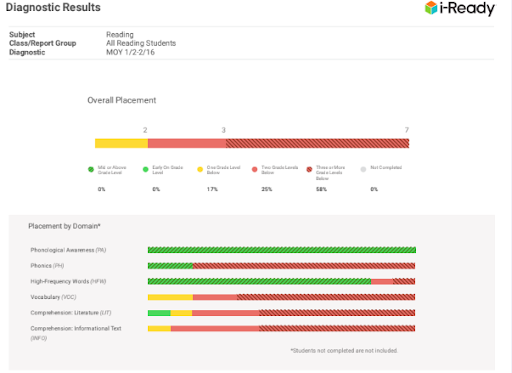 Diagnostic Results
i-Ready
Subject Reading
Class/Report Group All Reading Students
Diagnostic MOY 1/2-2/16
Overall Placement
2 3 7
Mid or Above Grade Level
Early On Grade Level
One Grade Level Below
Two Grade Levels Below
Three or More Grade Levels Below
Not Completed
0% 0% 17% 25% 58% 0%
Placement by Domain*
Phonological Awareness (PA)
Phonics (PH)
High-Frequency Words (HFW)
Vocabulary (VOC)
Comprehension: Literature (LIT)
Comprehension: Informational Text
(INFO)
*Students not completed are not included.